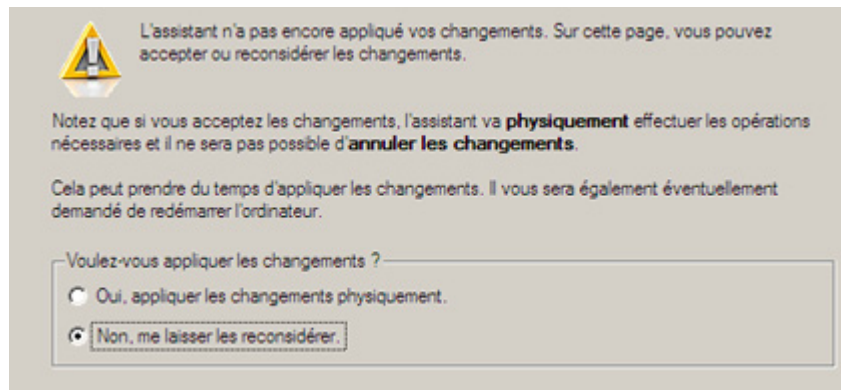 L'assistant n'a pas encore appliqué vos changements. Sur cette page, vous pouvez
accepter ou reconsidérer les changements.
Notez que si vous acceptez les changements, l'assistant va physiquement effectuer les opérations
nécessaires et il ne sera pas possible d'annuler les changements.
Cela peut prendre du temps d'appliquer les changements. Il vous sera également éventuellement
demandé de redémarrer l'ordinateur.
Voulez-vous appliquer les changements ?
Oui, appliquer les changements physiquement.
Non, me laisser les reconsidérer.